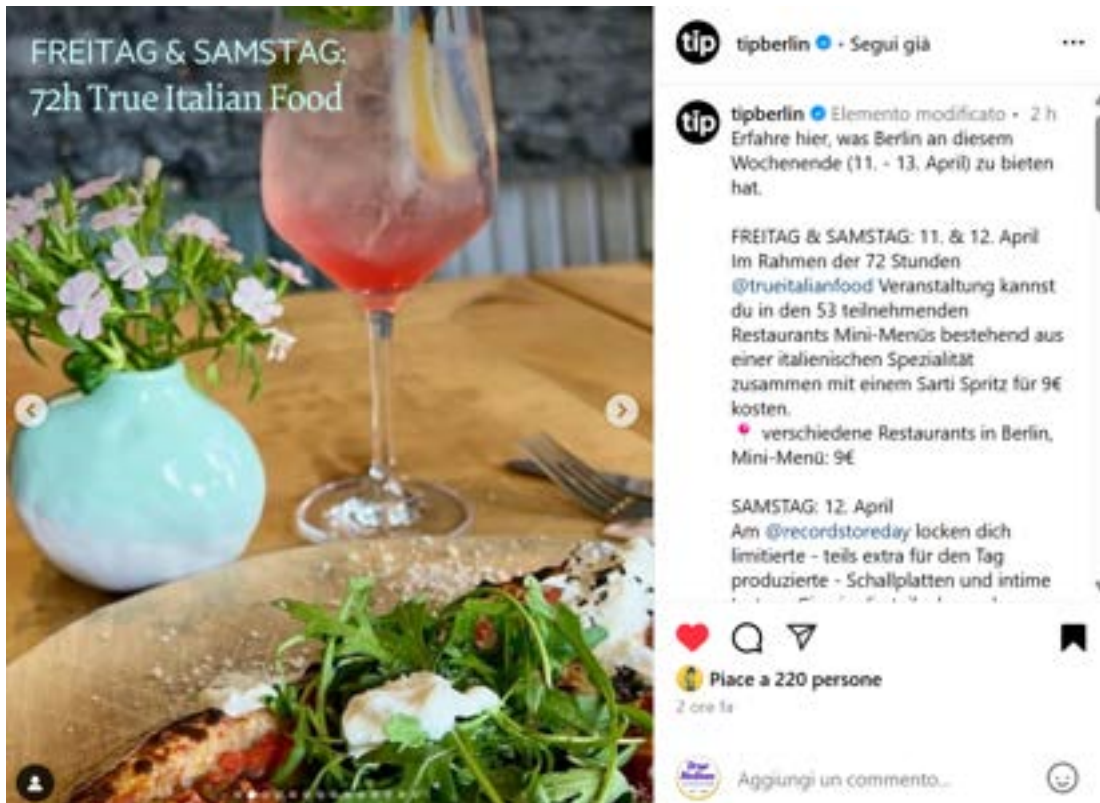 FREITAG & SAMSTAG:
72h True Italian Food
tip
tipberlin • Segui già
tip
tipberlin Elemento modificato • 2 h
Erfahre hier, was Berlin an diesem
Wochenende (11. - 13. April) zu bieten
hat.
FREITAG & SAMSTAG: 11. & 12. April
Im Rahmen der 72 Stunden
@trueitalianfood Veranstaltung kannst
du in den 53 teilnehmenden
Restaurants Mini-Menüs bestehend aus
einer italienischen Spezialität
zusammen mit einem Sarti Spritz für 9€
kosten.
verschiedene Restaurants in Berlin,
Mini-Menü: 9€
SAMSTAG: 12. April
Am @recordstoreday locken dich
limitierte - teils extra für den Tag
produzierte - Schallplatten und intime
Piace a 220 persone
2 ore fa
True Italian
Aggiungi un commento...